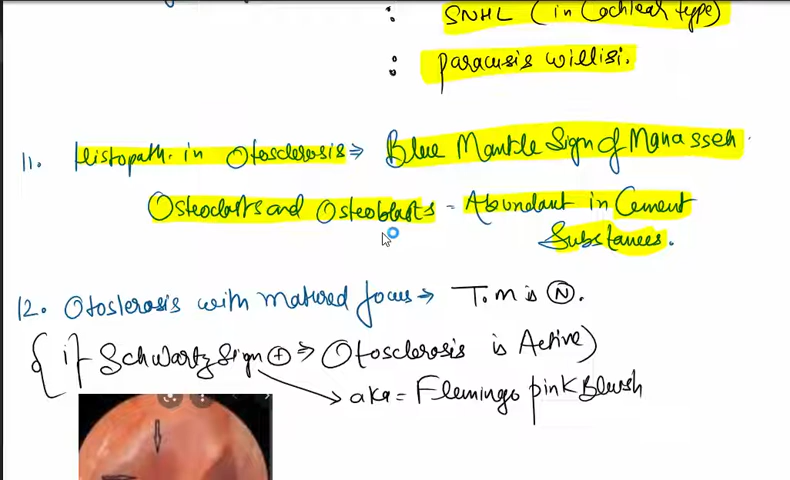 : SNHL (in Cochlear type)
: paracusis willisi.
11. Histopath. in Otosclerosis ⇒ Blue Mantle Sign of Manasseh.
Osteoclasts and Osteoblasts - Abundant in Cement
Substances.
12. Otoslerosis with matured focus → T.m is Ⓝ.
{if Schwartz Sign ⊕ ⇒ Otosclerosis is Active)
→ aka = Flemingo pink Blush